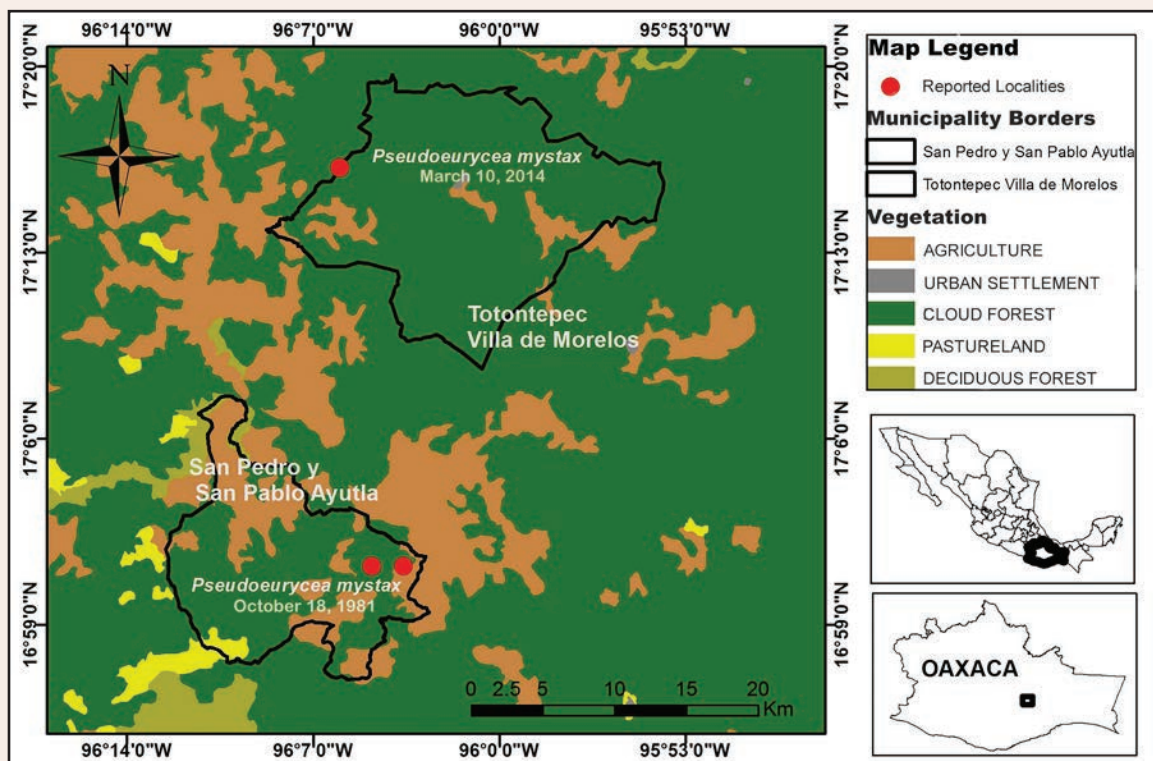 96°14'0"W 96°7'0"W 96°0'0"W 95°53'0"W
17°20'0"N
17°20'0"N
N
Pseudoeurycea mystax
March 10, 2014
17°13'0"N
17°13'0"N
Totontepec
Villa de Morelos
17°6'0"N
17°6'0"N
San Pedro y
San Pablo Ayutla
Pseudoeurycea mystax
October 18, 1981
16°59'0"N
16°59'0"N
0 2.5 5 10 15 20
Km
96°14'0"W 96°7'0"W 96°0'0"W 95°53'0"W
Map Legend
Reported Localities
Municipality Borders
San Pedro y San Pablo Ayutla
Totontepec Villa de Morelos
Vegetation
AGRICULTURE
URBAN SETTLEMENT
CLOUD FOREST
PASTURELAND
DECIDUOUS FOREST
OAXACA